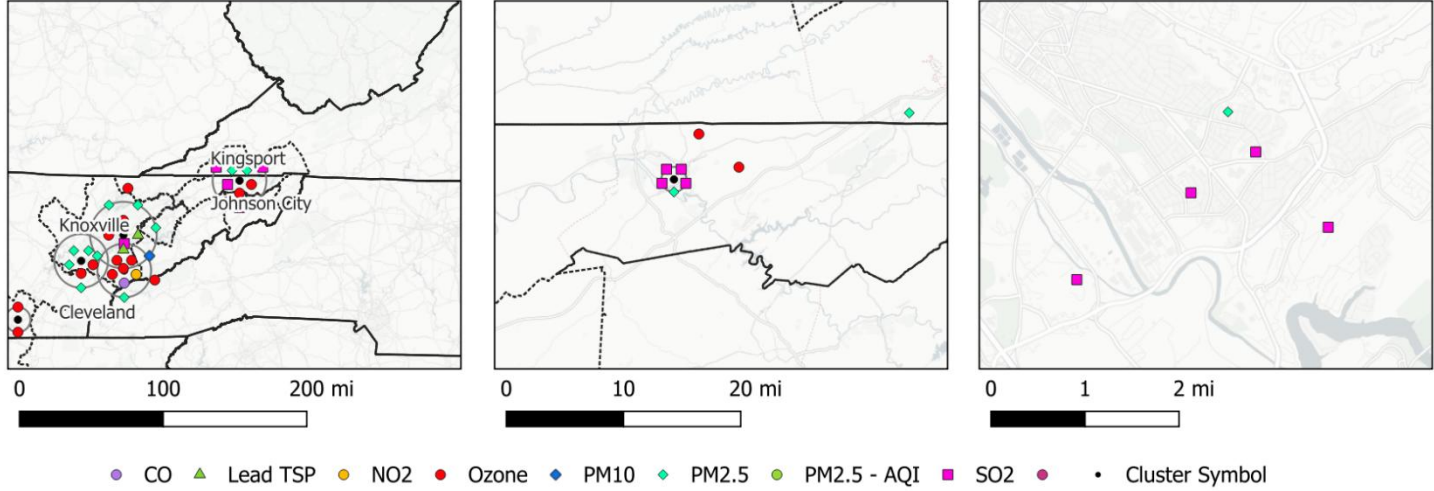 Kingsport
Johnson City
Knoxville
Cleveland
0 100 200 mi
0 10 20 mi
0 1 2 mi
CO Lead TSP NO2 Ozone PM10 PM2.5 PM2.5 - AQI SO2 Cluster Symbol